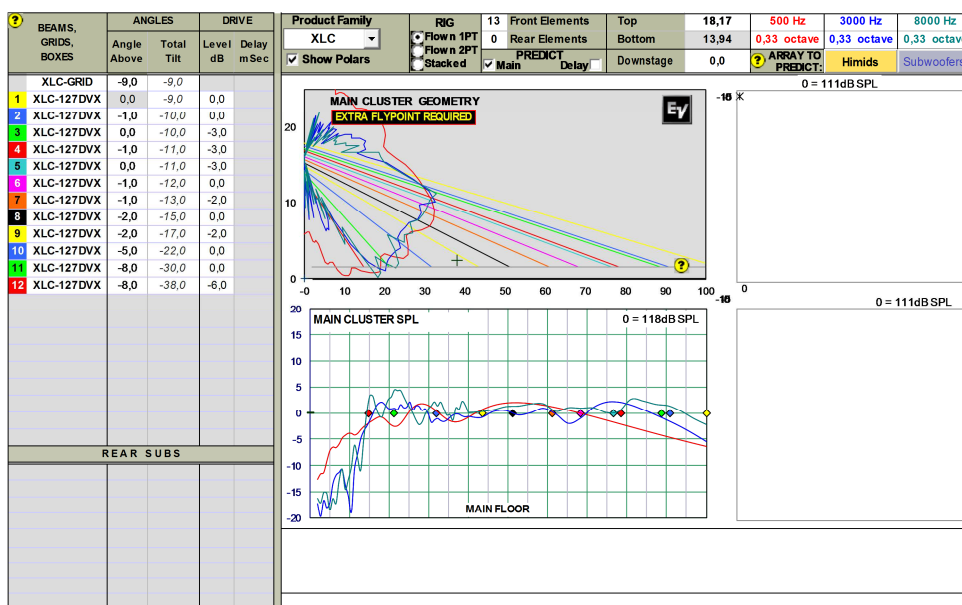 ?
BEAMS, GRIDS, BOXES
ANGLES
DRIVE
Angle Above
Total Tilt
Level dB
Delay mSec
XLC-GRID -9,0 -9,0
1 XLC-127DVX 0,0 -9,0 0,0
2 XLC-127DVX -1,0 -10,0 0,0
3 XLC-127DVX 0,0 -10,0 -3,0
4 XLC-127DVX -1,0 -11,0 -3,0
5 XLC-127DVX 0,0 -11,0 -3,0
6 XLC-127DVX -1,0 -12,0 0,0
7 XLC-127DVX -1,0 -13,0 -2,0
8 XLC-127DVX -2,0 -15,0 0,0
9 XLC-127DVX -2,0 -17,0 -2,0
10 XLC-127DVX -5,0 -22,0 0,0
11 XLC-127DVX -8,0 -30,0 0,0
12 XLC-127DVX -8,0 -38,0 -6,0
REAR SUBS
Product Family
XLC
Show Polars
RIG
Flown 1PT
Flown 2PT
Stacked
13 Front Elements
0 Rear Elements
PREDICT
Main Delay
Top 18,17
Bottom 13,94
Downstage 0,0
500 Hz 3000 Hz 8000 Hz
0,33 octave 0,33 octave 0,33 octave
? ARRAY TO PREDICT:
Himids
Subwoofers
MAIN CLUSTER GEOMETRY
EXTRA FLYPOINT REQUIRED
EV
20
10
0
?
-0 10 20 30 40 50 60 70 80 90 100
0 = 111dB SPL
0
0 = 111dB SPL
MAIN CLUSTER SPL
0 = 118dB SPL
20
15
10
5
0
-5
-10
-15
-20
MAIN FLOOR